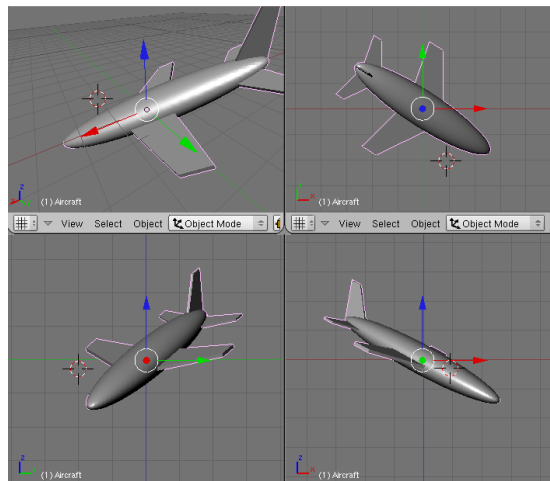 z
x
(1) Aircraft
y
x
(1) Aircraft
View Select Object Object Mode
View Select Object Object Mode
z
y
(1) Aircraft
z
x
(1) Aircraft